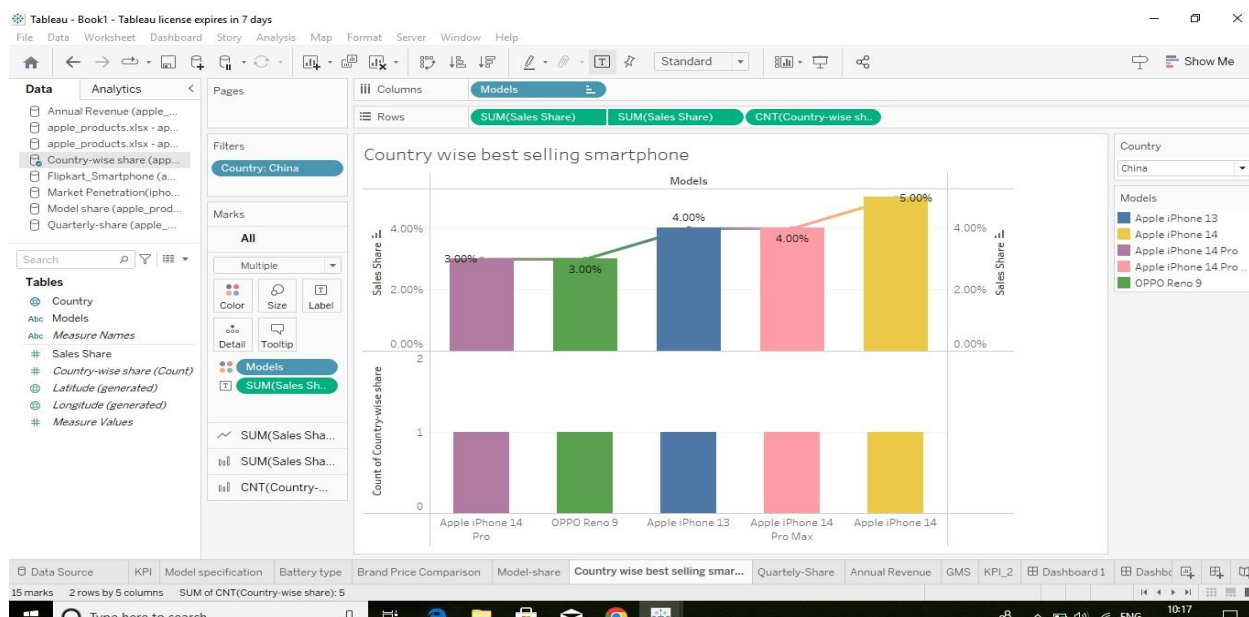 Tableau - Book1 - Tableau license expires in 7 days
File Data Worksheet Dashboard Story Analysis Map Format Server Window Help
Standard
Show Me
Data Analytics
Annual Revenue (apple_...
apple_products.xlsx - ap...
apple_products.xlsx - ap...
Country-wise share (app...
Flipkart_Smartphone (a...
Market Penetration(ipho...
Model share (apple_prod...
Quarterly-share (apple_...
Search
Tables
Country
Abc Models
Abc Measure Names
# Sales Share
# Country-wise share (Count)
Latitude (generated)
Longitude (generated)
# Measure Values
Pages
Filters
Country: China
Marks
All
Multiple
Color Size Label
Detail Tooltip
Models
SUM(Sales Sh..
SUM(Sales Sha...
SUM(Sales Sha...
CNT(Country-...
Columns Models
Rows SUM(Sales Share) SUM(Sales Share) CNT(Country-wise sh..
Country wise best selling smartphone
Models
Sales Share
4.00%
2.00%
0.00%
3.00%
3.00%
4.00%
4.00%
5.00%
4.00%
2.00%
0.00%
Sales Share
Count of Country-wise share
2
1
0
Apple iPhone 14 Pro
OPPO Reno 9
Apple iPhone 13
Apple iPhone 14 Pro Max
Apple iPhone 14
Country
China
Models
Apple iPhone 13
Apple iPhone 14
Apple iPhone 14 Pro
Apple iPhone 14 Pro ..
OPPO Reno 9
Data Source KPI Model specification Battery type Brand Price Comparison Model-share Country wise best selling smar... Quartely-Share Annual Revenue GMS KPI_2 Dashboard 1 Dashbc
15 marks 2 rows by 5 columns SUM of CNT(Country-wise share): 5
Type here to search
ENG 10:17